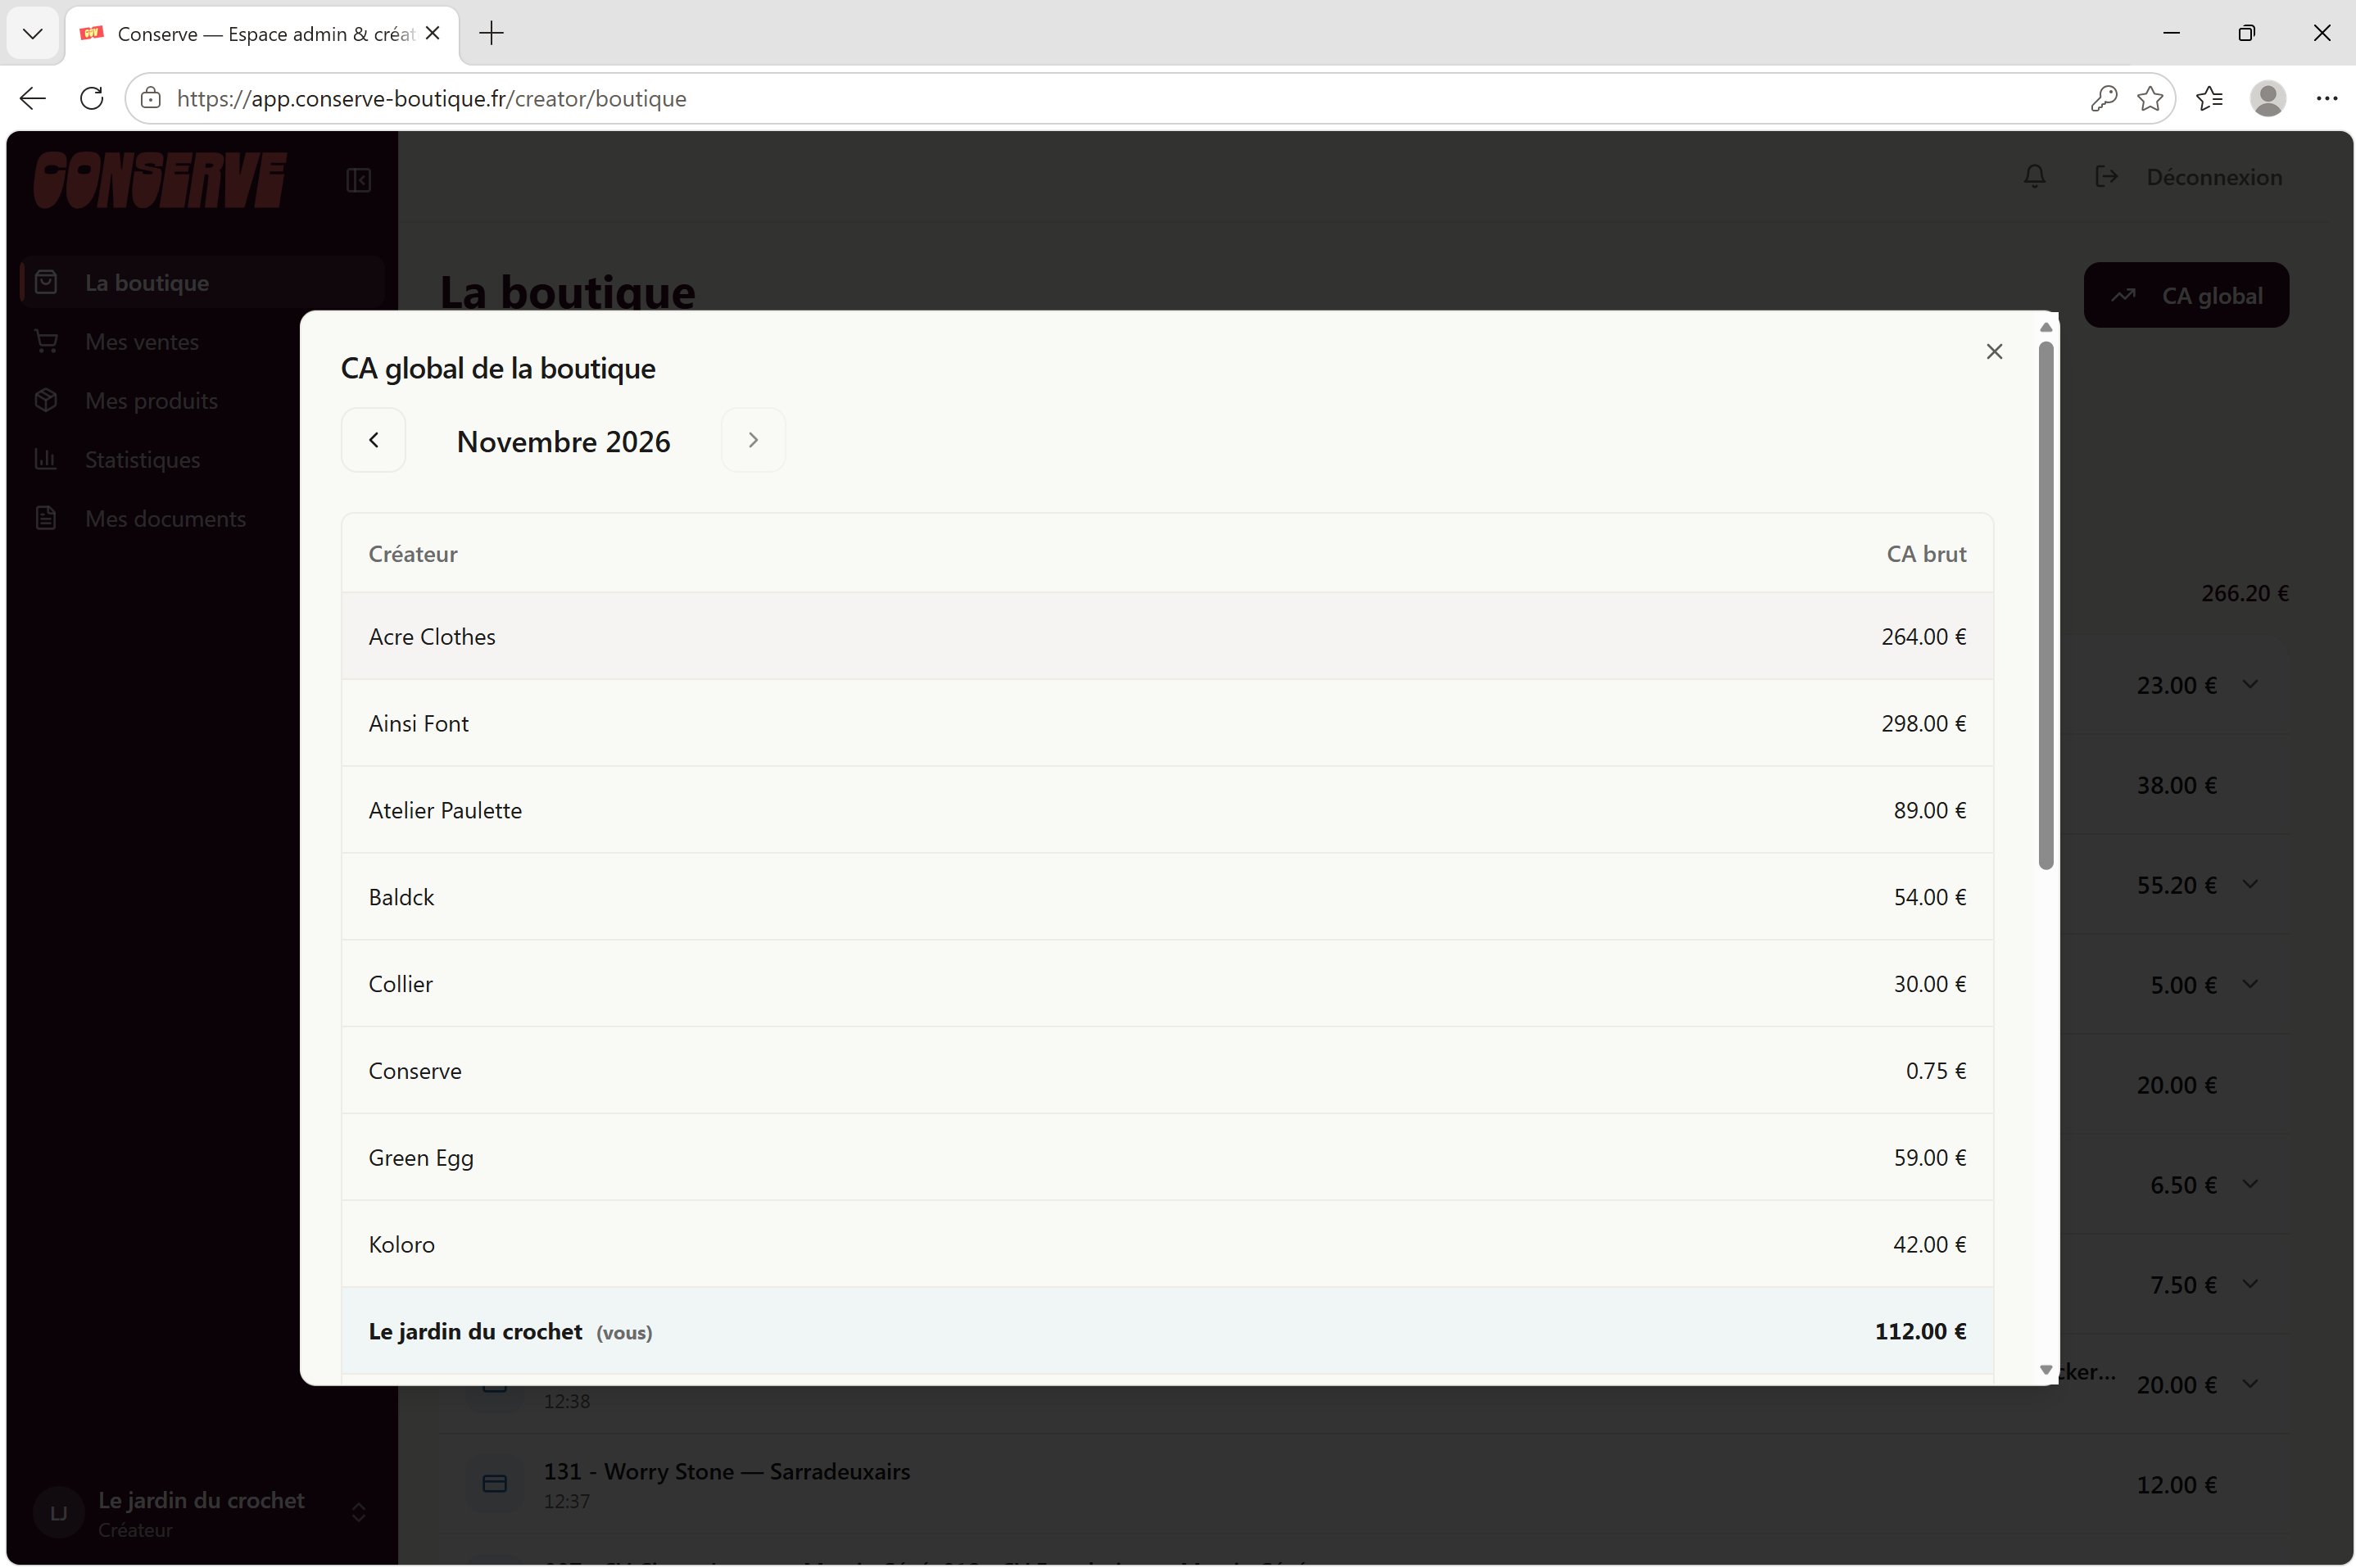 Conserve — Espace admin & créat
https://app.conserve-boutique.fr/creator/boutique
CONSERVE
Déconnexion
La boutique
Mes ventes
Mes produits
Statistiques
Mes documents
La boutique
CA global
CA global de la boutique
Novembre 2026
Créateur CA brut
Acre Clothes 264.00 €
Ainsi Font 298.00 €
Atelier Paulette 89.00 €
Baldck 54.00 €
Collier 30.00 €
Conserve 0.75 €
Green Egg 59.00 €
Koloro 42.00 €
Le jardin du crochet (vous) 112.00 €
266.20 €
23.00 €
38.00 €
55.20 €
5.00 €
20.00 €
6.50 €
7.50 €
cker... 20.00 €
12:38
131 - Worry Stone — Sarradeuxairs
12:37
12.00 €
LJ
Le jardin du crochet
Créateur